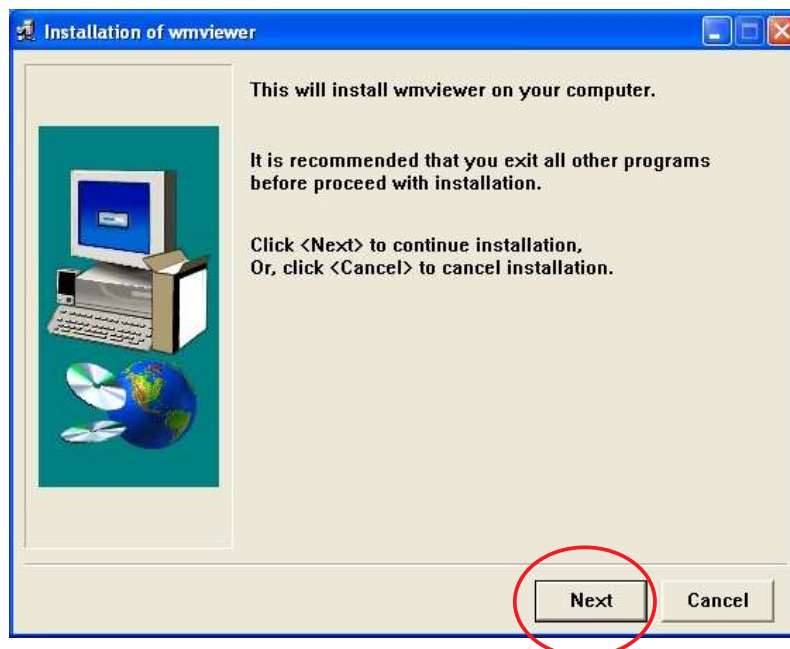 Installation of wmviewer
This will install wmviewer on your computer.
It is recommended that you exit all other programs
before proceed with installation.
Click <Next> to continue installation,
Or, click <Cancel> to cancel installation.
Next
Cancel